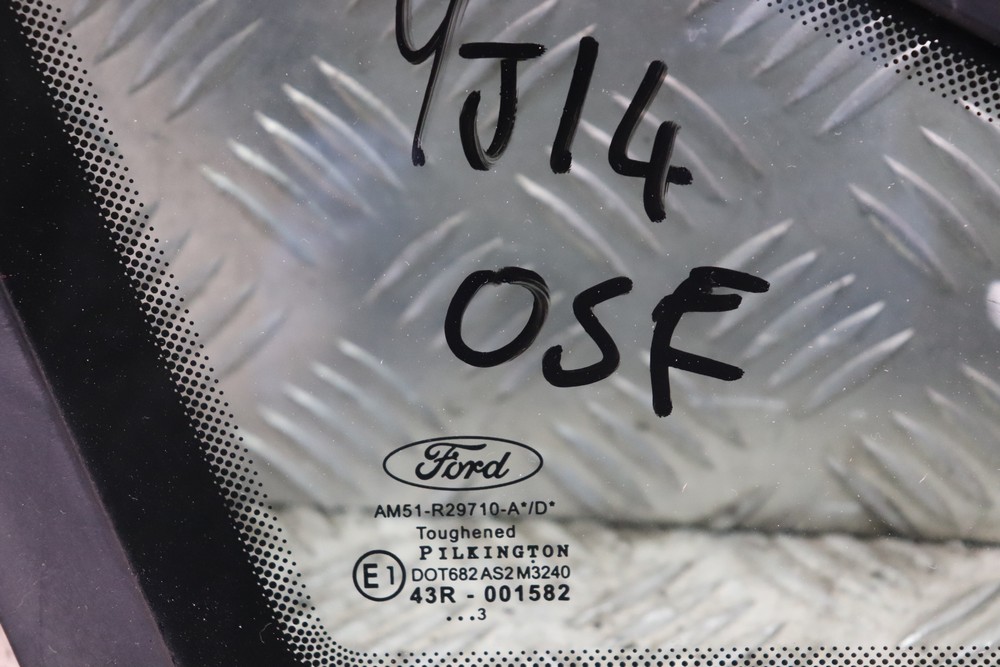 YJ14
OSF
Ford
AM51-R29710-A*/D*
Toughened
PILKINGTON
E1
DOT682 AS2 M3240
43R - 001582
...3